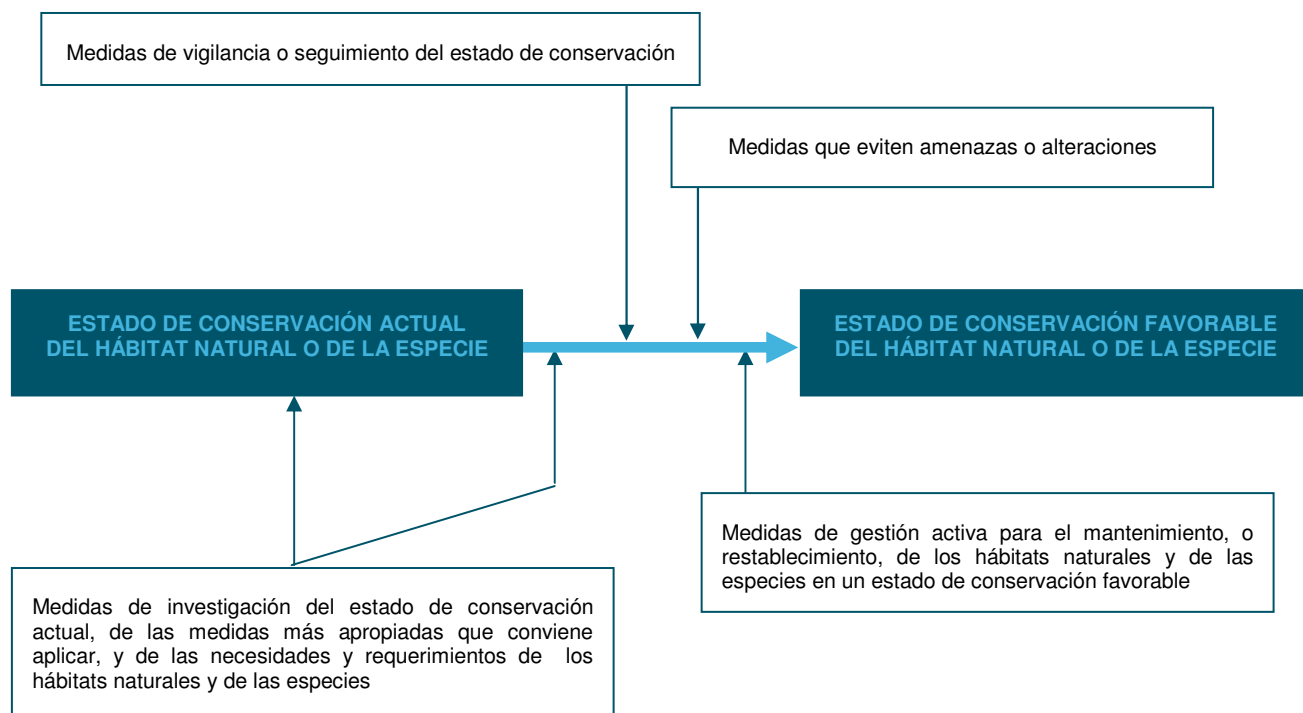 Medidas de vigilancia o seguimiento del estado de conservación
Medidas que eviten amenazas o alteraciones
ESTADO DE CONSERVACIÓN ACTUAL
DEL HÁBITAT NATURAL O DE LA ESPECIE
ESTADO DE CONSERVACIÓN FAVORABLE
DEL HÁBITAT NATURAL O DE LA ESPECIE
Medidas de gestión activa para el mantenimiento, o
restablecimiento, de los hábitats naturales y de las
especies en un estado de conservación favorable
Medidas de investigación del estado de conservación
actual, de las medidas más apropiadas que conviene
aplicar, y de las necesidades y requerimientos de los
hábitats naturales y de las especies